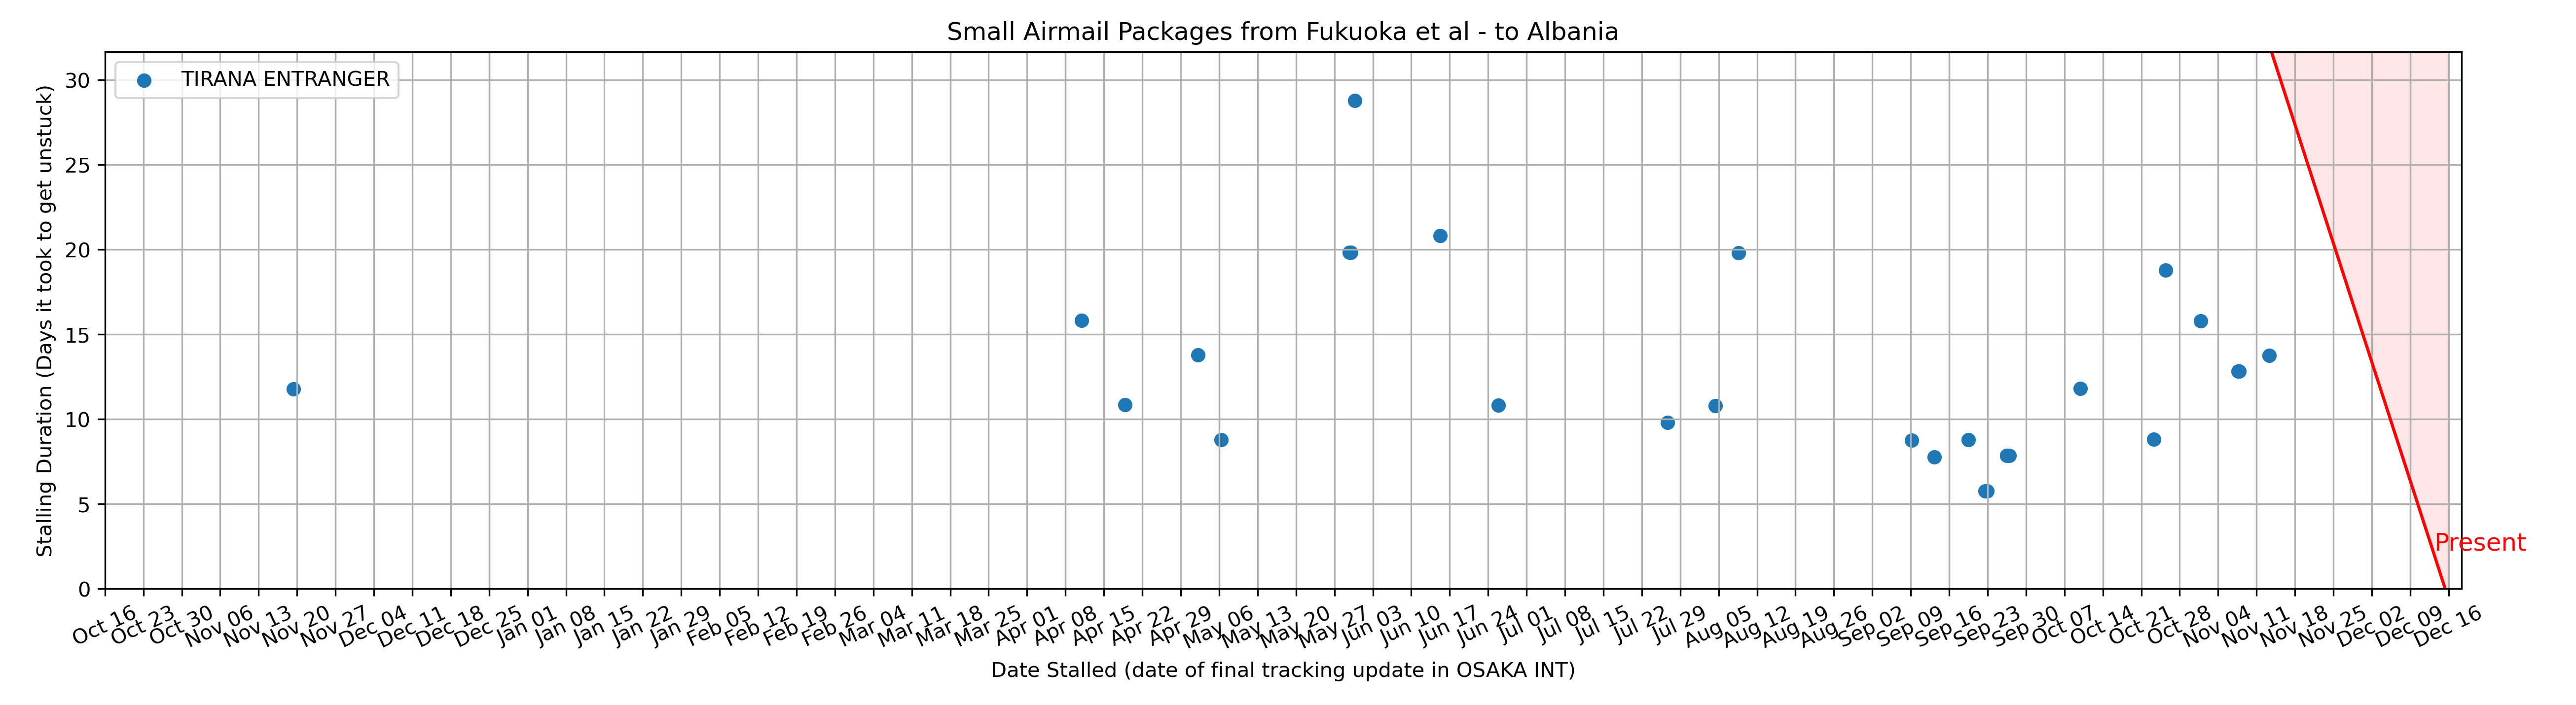 Small Airmail Packages from Fukuoka et al - to Albania
TIRANA ENTRANGER
Stalling Duration (Days it took to get unstuck)
30
25
20
15
10
5
0
Present
Oct 16
Oct 23
Oct 30
Nov 06
Nov 13
Nov 20
Nov 27
Dec 04
Dec 11
Dec 18
Dec 25
Jan 01
Jan 08
Jan 15
Jan 22
Jan 29
Feb 05
Feb 12
Feb 19
Feb 26
Mar 04
Mar 11
Mar 18
Mar 25
Apr 01
Apr 08
Apr 15
Apr 22
Apr 29
May 06
May 13
May 20
May 27
Jun 03
Jun 10
Jun 17
Jun 24
Jul 01
Jul 08
Jul 15
Jul 22
Jul 29
Aug 05
Aug 12
Aug 19
Aug 26
Sep 02
Sep 09
Sep 16
Sep 23
Sep 30
Oct 07
Oct 14
Oct 21
Oct 28
Nov 04
Nov 11
Nov 18
Nov 25
Dec 02
Dec 09
Dec 16
Date Stalled (date of final tracking update in OSAKA INT)